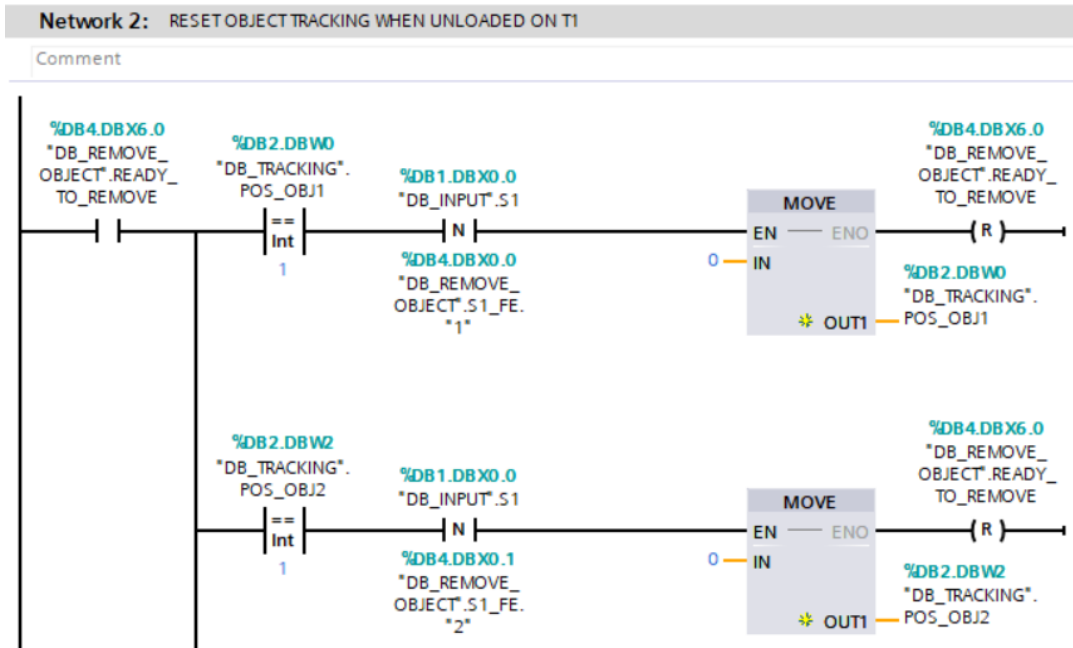 Network 2: RESET OBJECT TRACKING WHEN UNLOADED ON T1
Comment
%DB4.DBX6.0
"DB_REMOVE_
OBJECT".READY_
TO_REMOVE
%DB2.DBW0
"DB_TRACKING".
POS_OBJ1
==
Int
1
%DB1.DBX0.0
"DB_INPUT".S1
N
%DB4.DBX0.0
"DB_REMOVE_
OBJECT".S1_FE.
"1"
MOVE
EN ENO
0 IN
OUT1
%DB4.DBX6.0
"DB_REMOVE_
OBJECT".READY_
TO_REMOVE
R
%DB2.DBW0
"DB_TRACKING".
POS_OBJ1
%DB2.DBW2
"DB_TRACKING".
POS_OBJ2
==
Int
1
%DB1.DBX0.0
"DB_INPUT".S1
N
%DB4.DBX0.1
"DB_REMOVE_
OBJECT".S1_FE.
"2"
MOVE
EN ENO
0 IN
OUT1
%DB4.DBX6.0
"DB_REMOVE_
OBJECT".READY_
TO_REMOVE
R
%DB2.DBW2
"DB_TRACKING".
POS_OBJ2